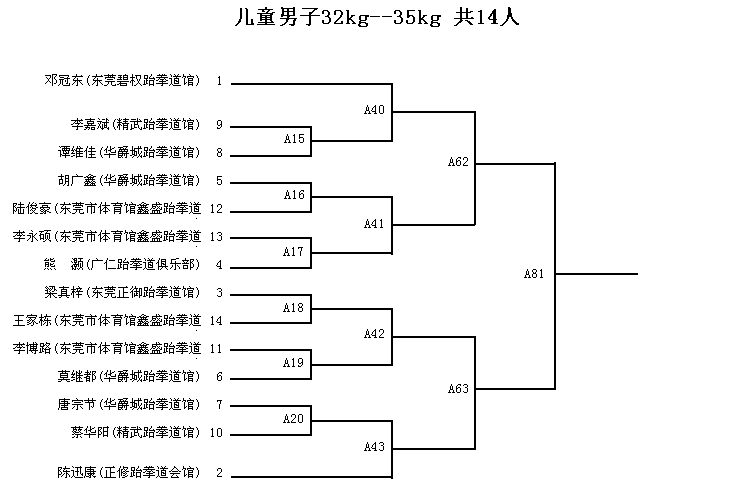 儿童男子32kg--35kg 共14人
邓冠东(东莞碧权跆拳道馆) 1
A40
李嘉斌(精武跆拳道馆) 9
A15
谭维佳(华爵城跆拳道馆) 8
A62
胡广鑫(华爵城跆拳道馆) 5
A16
陆俊豪(东莞市体育馆鑫盛跆拳道 12
A41
李永硕(东莞市体育馆鑫盛跆拳道 13
A17
熊 灏(广仁跆拳道俱乐部) 4
A81
梁真梓(东莞正御跆拳道馆) 3
A18
王家栋(东莞市体育馆鑫盛跆拳道 14
A42
李博路(东莞市体育馆鑫盛跆拳道 11
A19
莫继都(华爵城跆拳道馆) 6
A63
唐宗节(华爵城跆拳道馆) 7
A20
蔡华阳(精武跆拳道馆) 10
A43
陈迅康(正修跆拳道会馆) 2